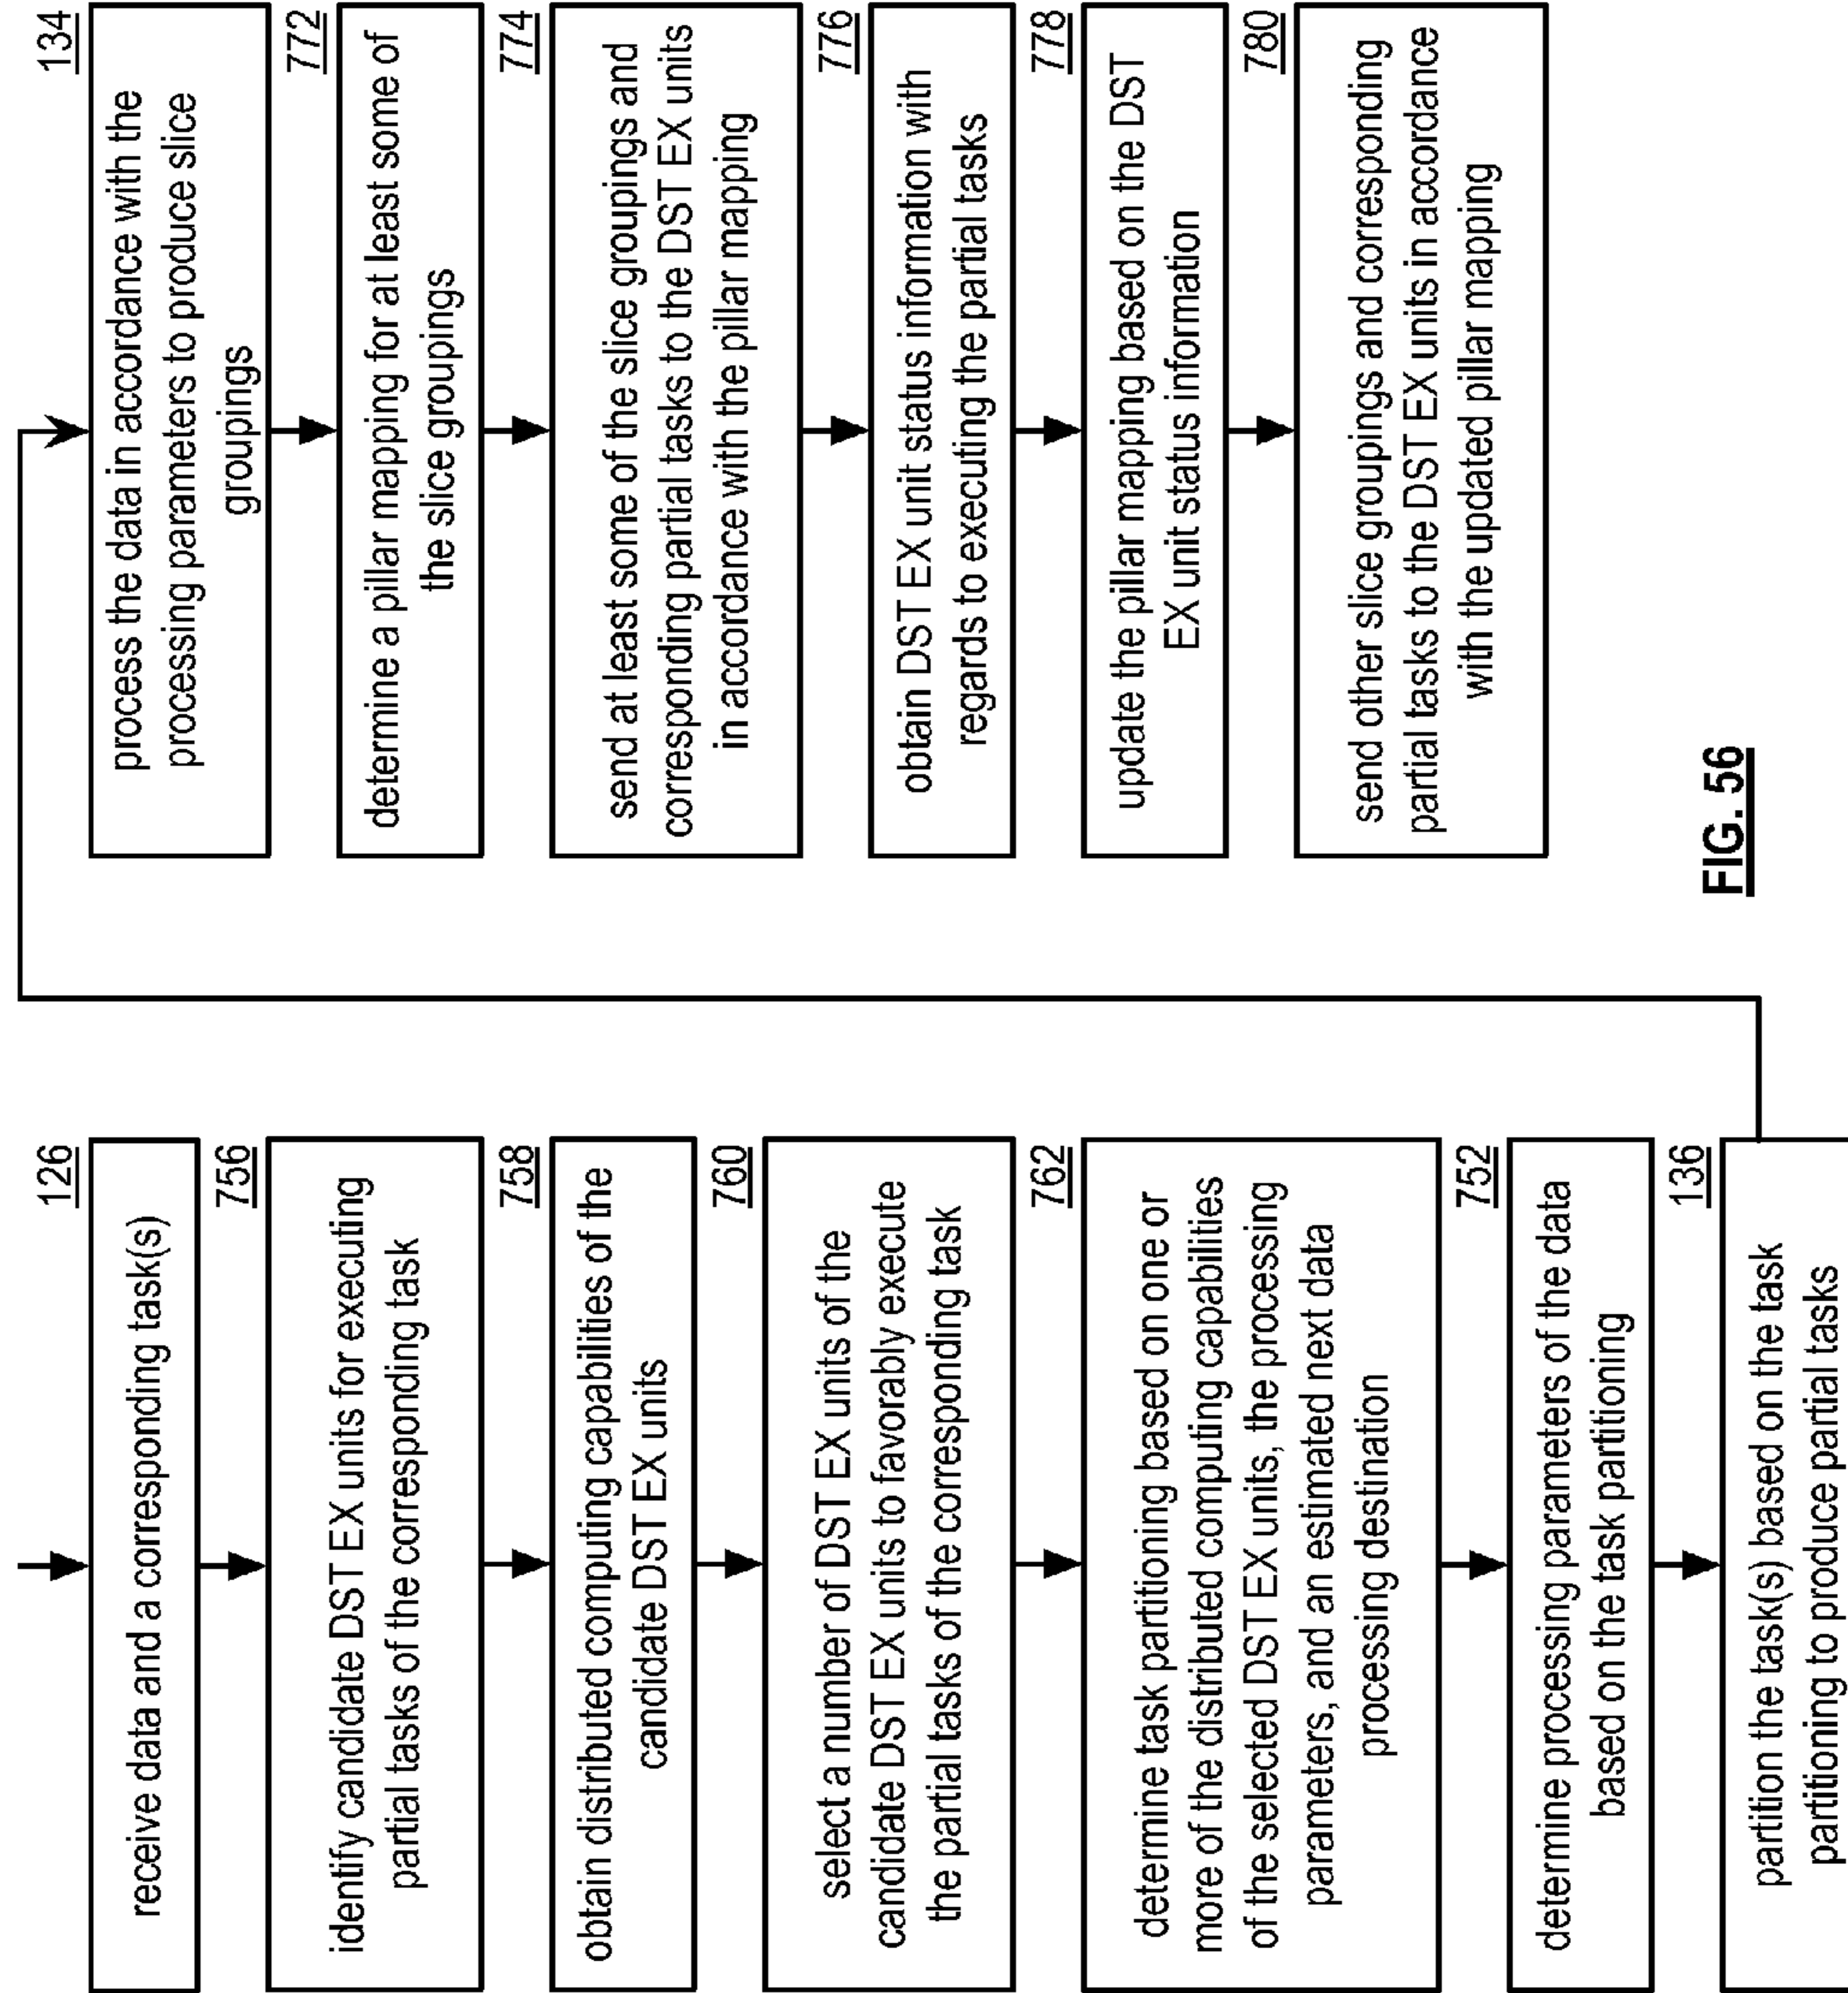 126
receive data and a corresponding task(s)
756
identify candidate DST EX units for executing
partial tasks of the corresponding task
758
obtain distributed computing capabilities of the
candidate DST EX units
760
select a number of DST EX units of the
candidate DST EX units to favorably execute
the partial tasks of the corresponding task
762
determine task partitioning based on one or
more of the distributed computing capabilities
of the selected DST EX units, the processing
parameters, and an estimated next data
processing destination
752
determine processing parameters of the data
based on the task partitioning
136
partition the task(s) based on the task
partitioning to produce partial tasks
134
process the data in accordance with the
processing parameters to produce slice
groupings
772
determine a pillar mapping for at least some of
the slice groupings
774
send at least some of the slice groupings and
corresponding partial tasks to the DST EX units
in accordance with the pillar mapping
776
obtain DST EX unit status information with
regards to executing the partial tasks
778
update the pillar mapping based on the DST
EX unit status information
780
send other slice groupings and corresponding
partial tasks to the DST EX units in accordance
with the updated pillar mapping
FIG. 56